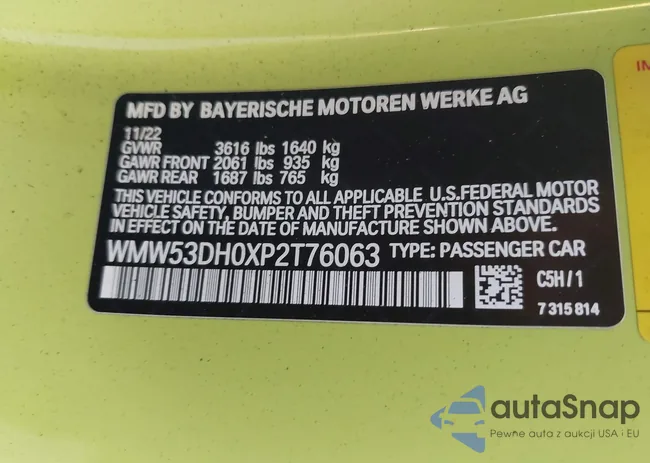 MFD BY BAYERISCHE MOTOREN WERKE AG
11/22
GVWR 3616 lbs 1640 kg
GAWR FRONT 2061 lbs 935 kg
GAWR REAR 1687 lbs 765 kg
THIS VEHICLE CONFORMS TO ALL APPLICABLE U.S.FEDERAL MOTOR
VEHICLE SAFETY, BUMPER AND THEFT PREVENTION STANDARDS
IN EFFECT ON THE DATE OF MANUFACTURE SHOWN ABOVE.
WMW53DH0XP2T76063 TYPE: PASSENGER CAR
C5H/1
7 315 814
autaSnap
Pewne auta z aukcji USA i EU